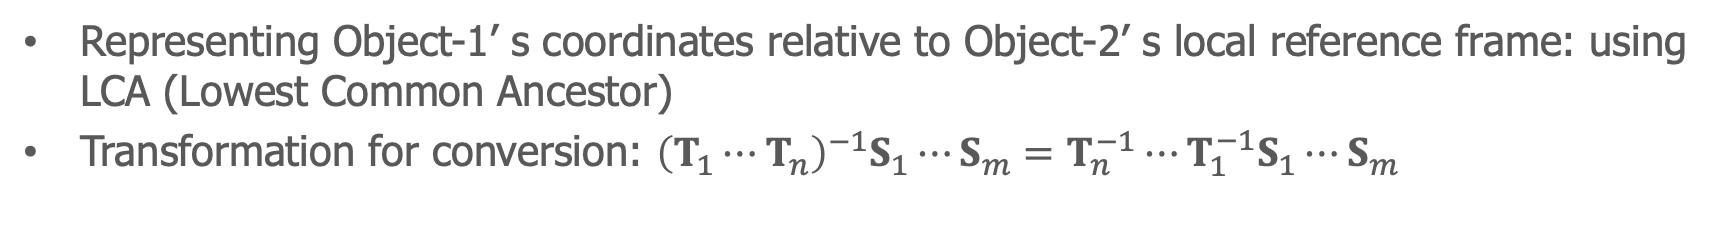 • Representing Object-1’ s coordinates relative to Object-2’ s local reference frame: using
LCA (Lowest Common Ancestor)
• Transformation for conversion: (T₁ ⋯ Tₙ)⁻¹S₁ ⋯ Sₘ = Tₙ⁻¹ ⋯ T₁⁻¹S₁ ⋯ Sₘ